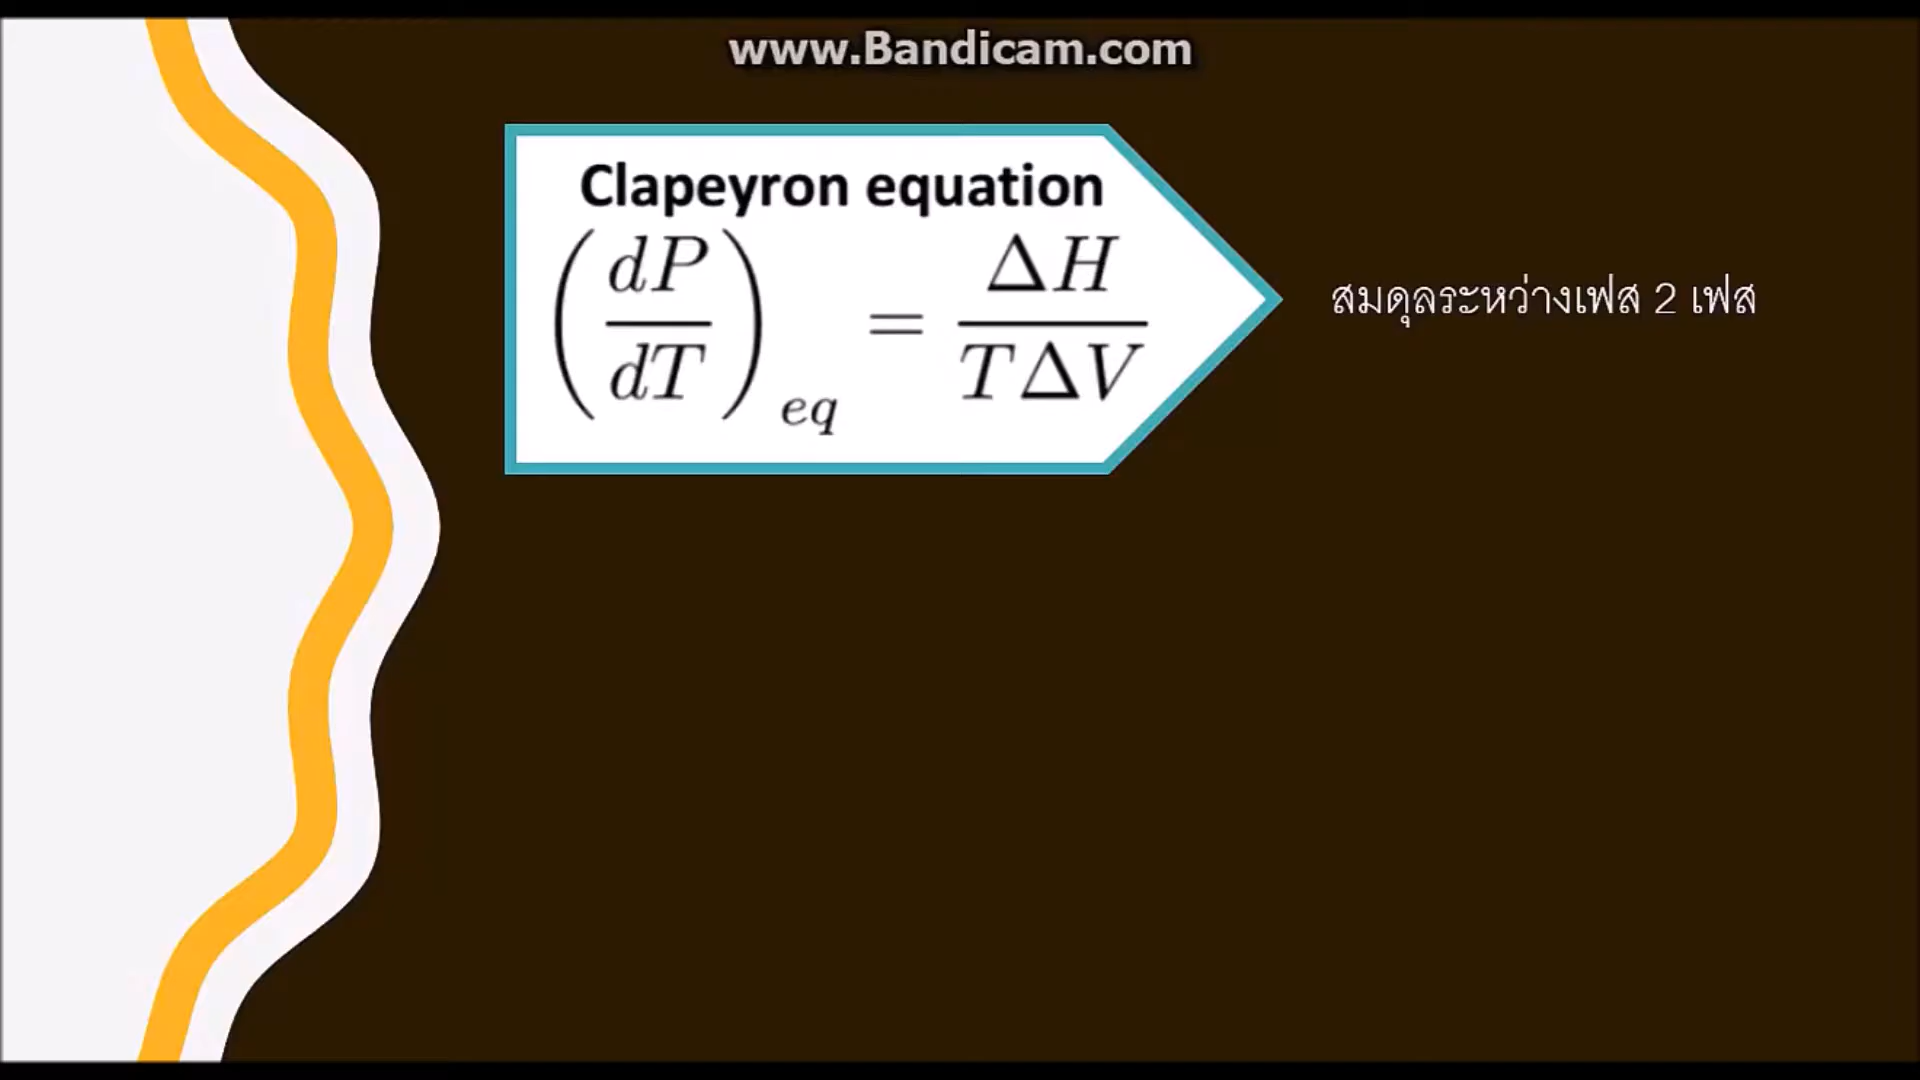 www.Bandicam.com
Clapeyron equation
(dP/dT)eq = ΔH/TΔV
สมดุลระหว่างเฟส 2 เฟส